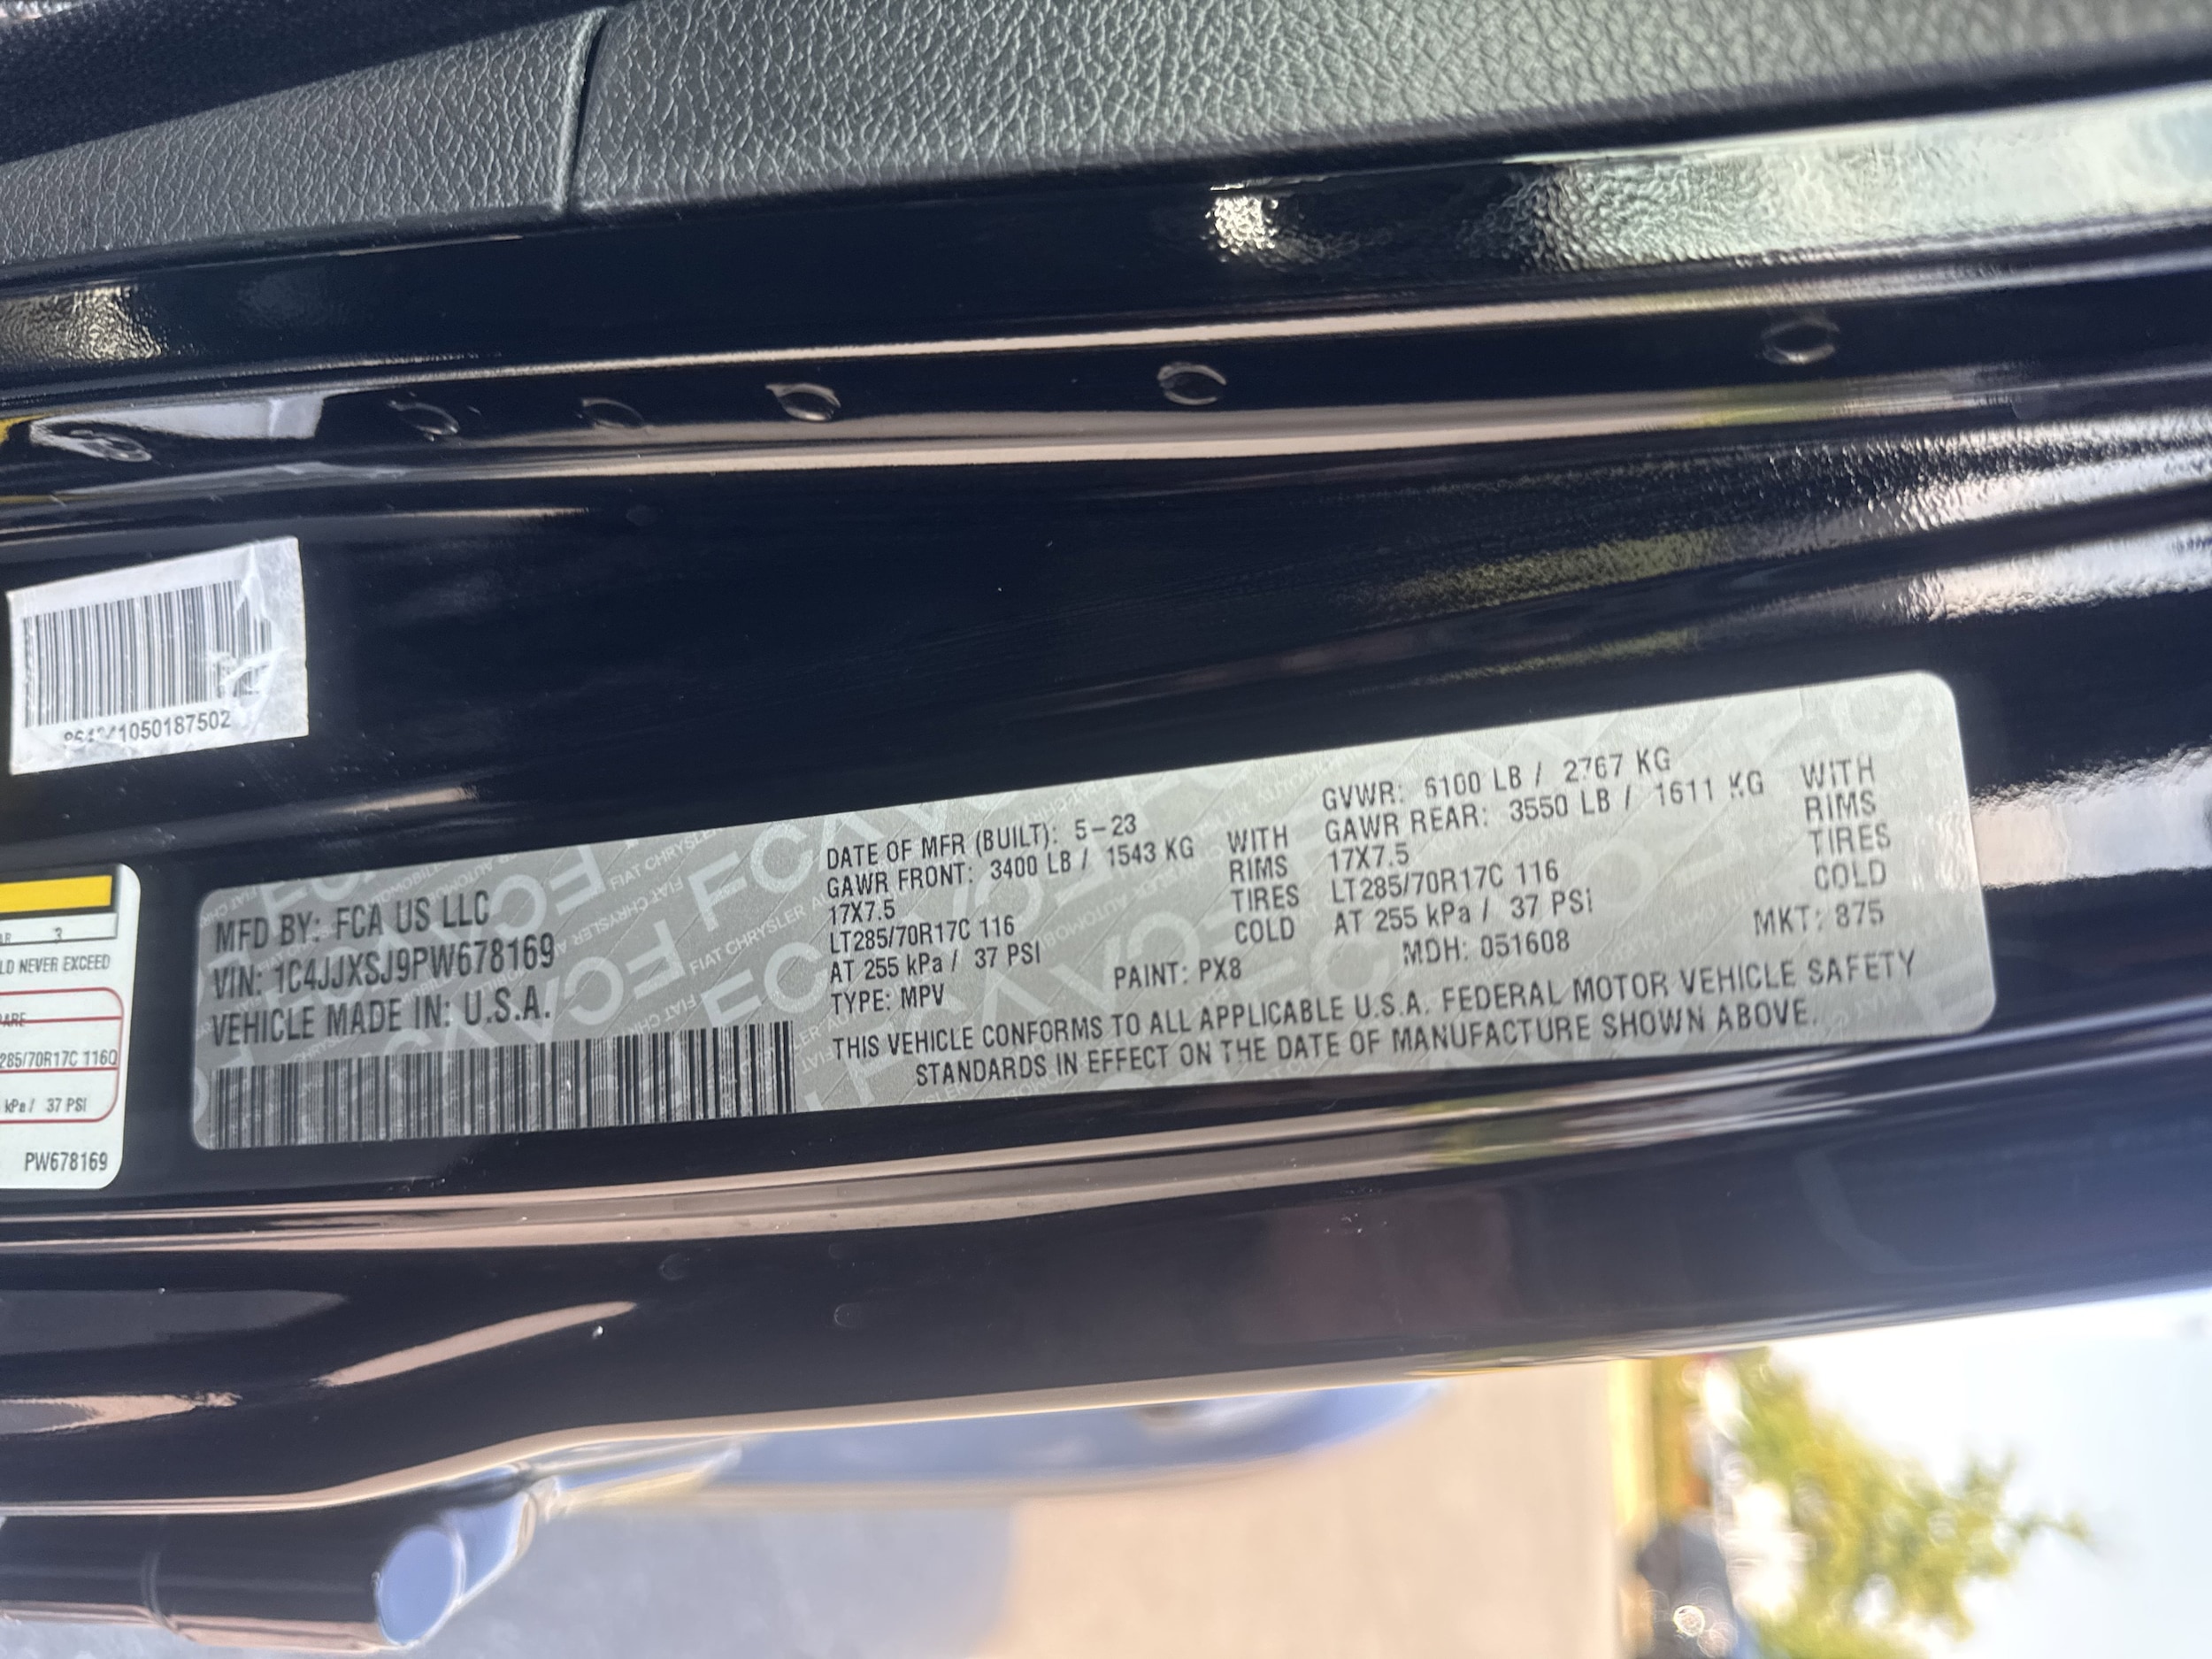 1050187502
3
LD NEVER EXCEED
285/70R17C 116Q
kPa / 37 PSI
PW678169
MFD BY: FCA US LLC
VIN: 1C4JJXSJ9PW678169
VEHICLE MADE IN: U.S.A.
DATE OF MFR (BUILT): 5-23 GVWR: 6100 LB / 2767 KG
GAWR FRONT: 3400 LB / 1543 KG WITH GAWR REAR: 3550 LB / 1611 KG WITH
17X7.5 RIMS 17X7.5 RIMS
LT285/70R17C 116 TIRES LT285/70R17C 116 TIRES
AT 255 kPa / 37 PSI COLD AT 255 kPa / 37 PSI COLD
TYPE: MPV PAINT: PX8 MDH: 051608 MKT: 875
THIS VEHICLE CONFORMS TO ALL APPLICABLE U.S.A. FEDERAL MOTOR VEHICLE SAFETY
STANDARDS IN EFFECT ON THE DATE OF MANUFACTURE SHOWN ABOVE.